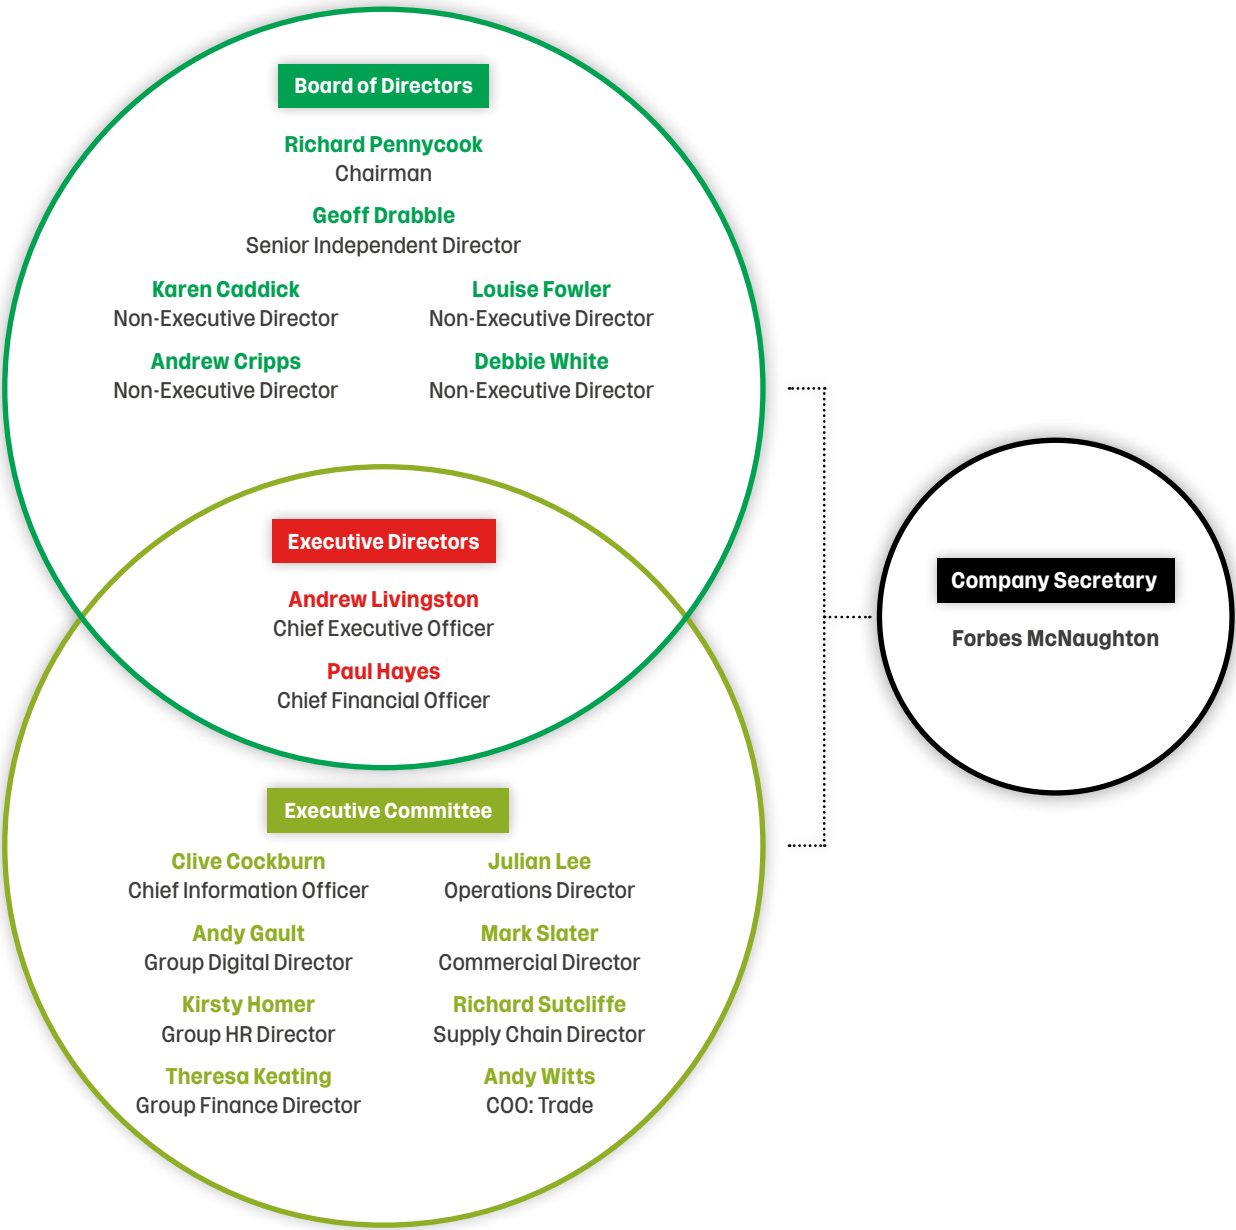 Board of Directors
Richard Pennycook
Chairman
Geoff Drabble
Senior Independent Director
Karen Caddick
Non-Executive Director
Louise Fowler
Non-Executive Director
Andrew Cripps
Non-Executive Director
Debbie White
Non-Executive Director
Executive Directors
Andrew Livingston
Chief Executive Officer
Paul Hayes
Chief Financial Officer
Company Secretary
Forbes McNaughton
Executive Committee
Clive Cockburn
Chief Information Officer
Julian Lee
Operations Director
Andy Gault
Group Digital Director
Mark Slater
Commercial Director
Kirsty Homer
Group HR Director
Richard Sutcliffe
Supply Chain Director
Theresa Keating
Group Finance Director
Andy Witts
COO: Trade